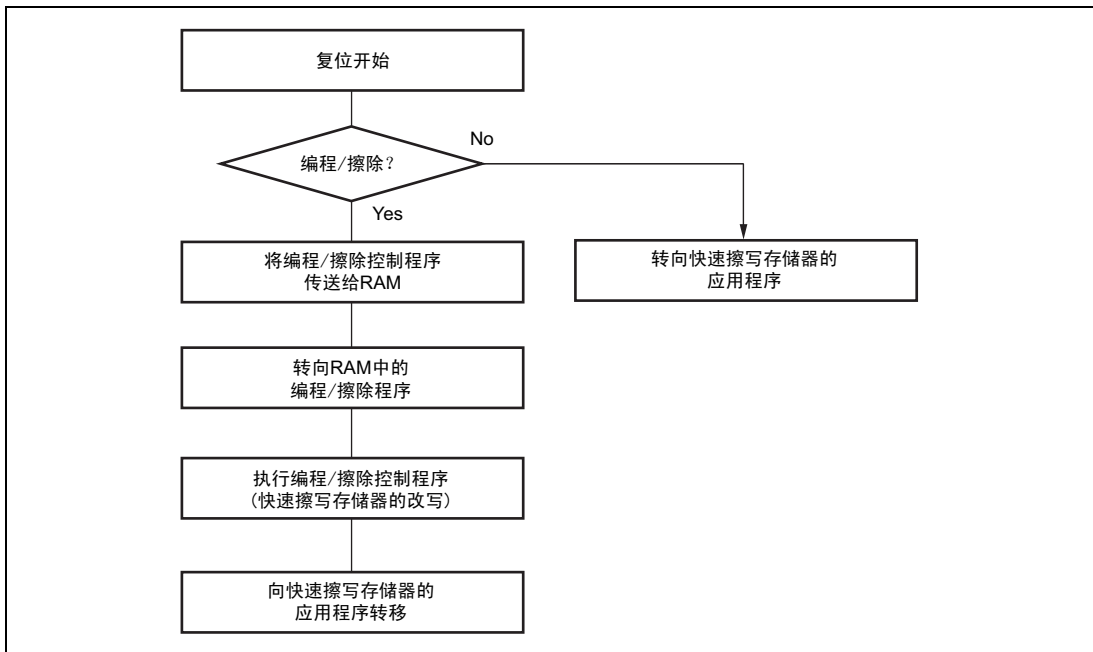 复位开始
编程/擦除？
No
Yes
将编程/擦除控制程序
传送给RAM
转向快速擦写存储器的
应用程序
转向RAM中的
编程/擦除程序
执行编程/擦除控制程序
(快速擦写存储器的改写)
向快速擦写存储器的
应用程序转移